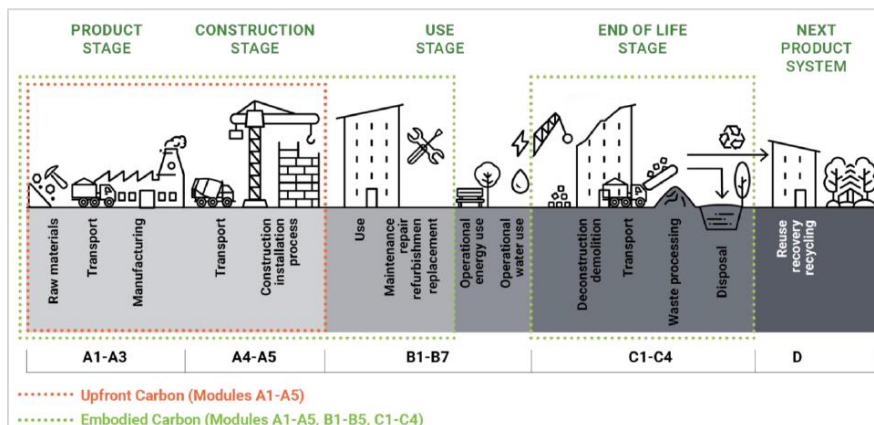 PRODUCT
STAGE
CONSTRUCTION
STAGE
USE
STAGE
END OF LIFE
STAGE
NEXT
PRODUCT
SYSTEM
Raw materials
Transport
Manufacturing
Transport
Construction
installation
process
Use
Maintenance
repair
refurbishmen
replacement
Operational
energy use
Operational
water use
Deconstruction
demolition
Transport
Waste processing
Disposal
Reuse
recovery
recycling
A1-A3
A4-A5
B1-B7
C1-C4
D
Upfront Carbon (Modules A1-A5)
Embodied Carbon (Modules A1-A5, B1-B5, C1-C4)